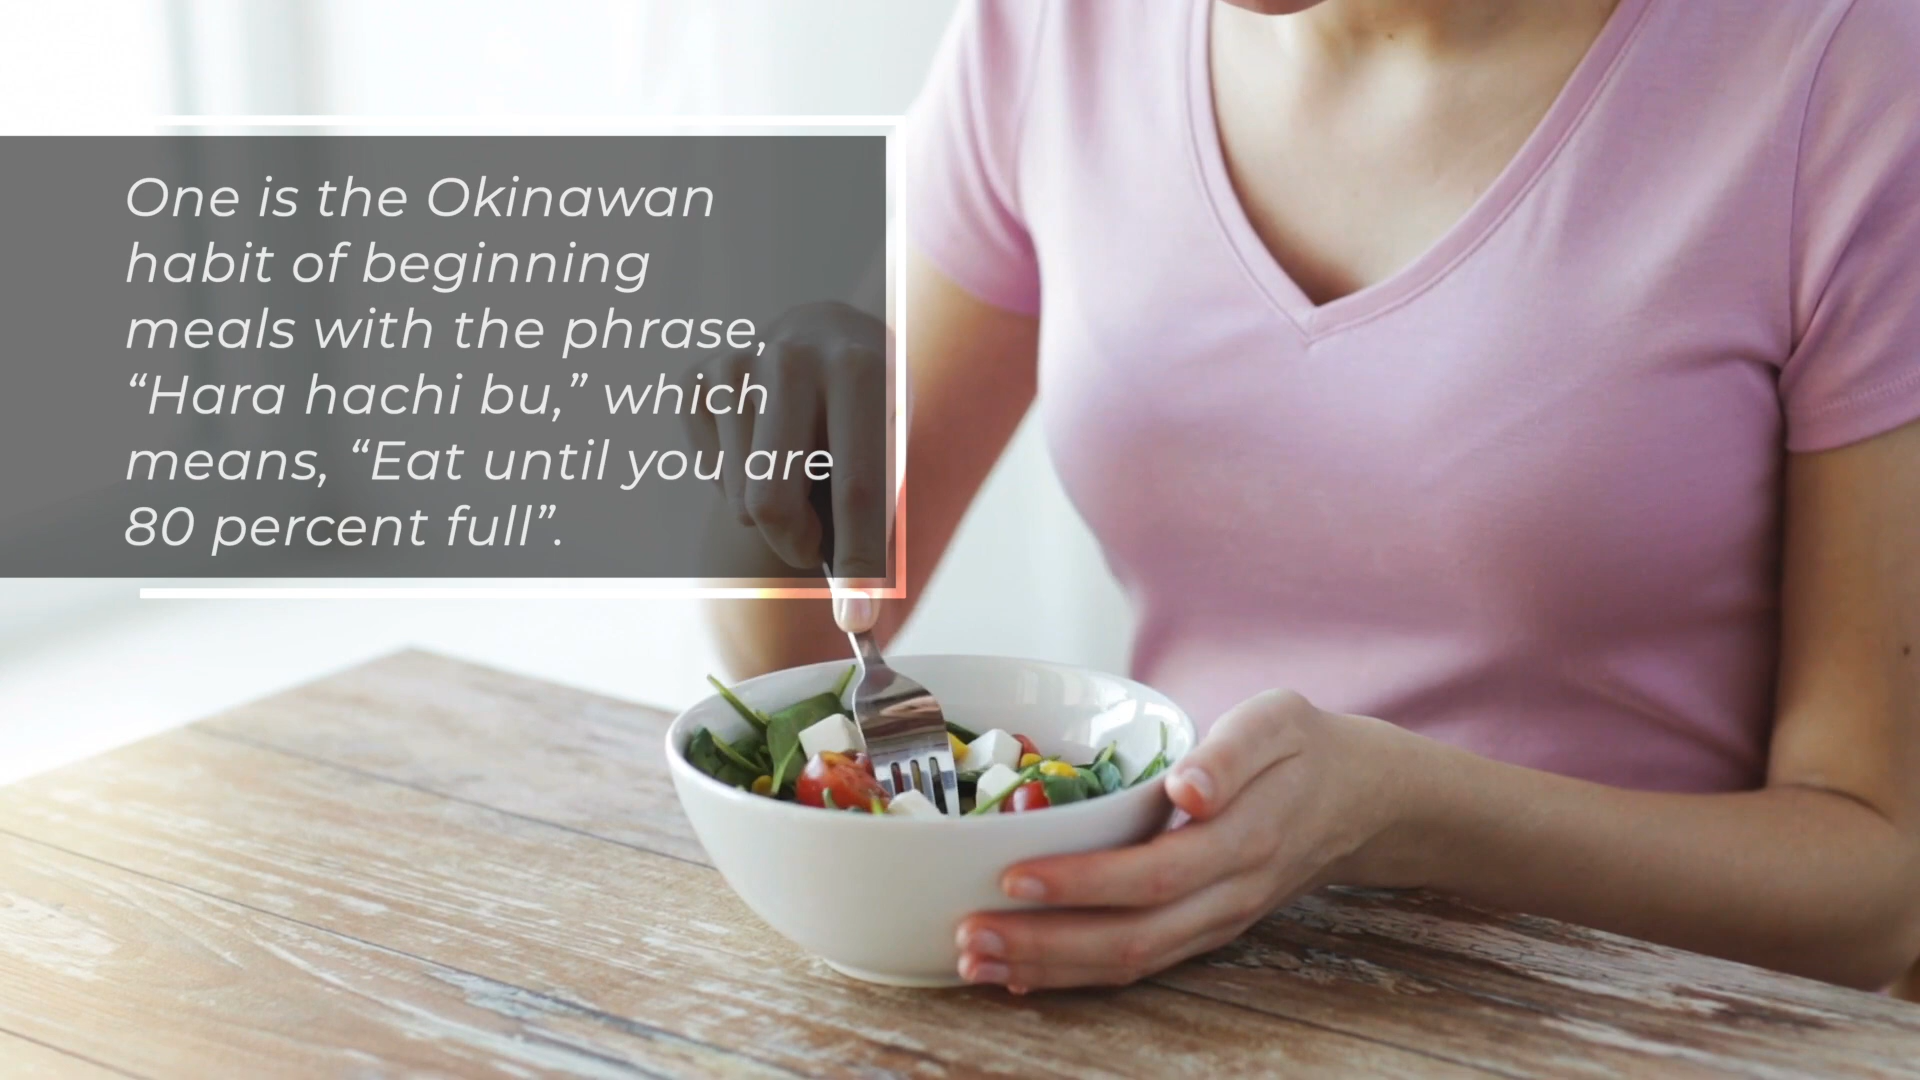 One is the Okinawan
habit of beginning
meals with the phrase,
“Hara hachi bu,” which
means, “Eat until you are
80 percent full”.